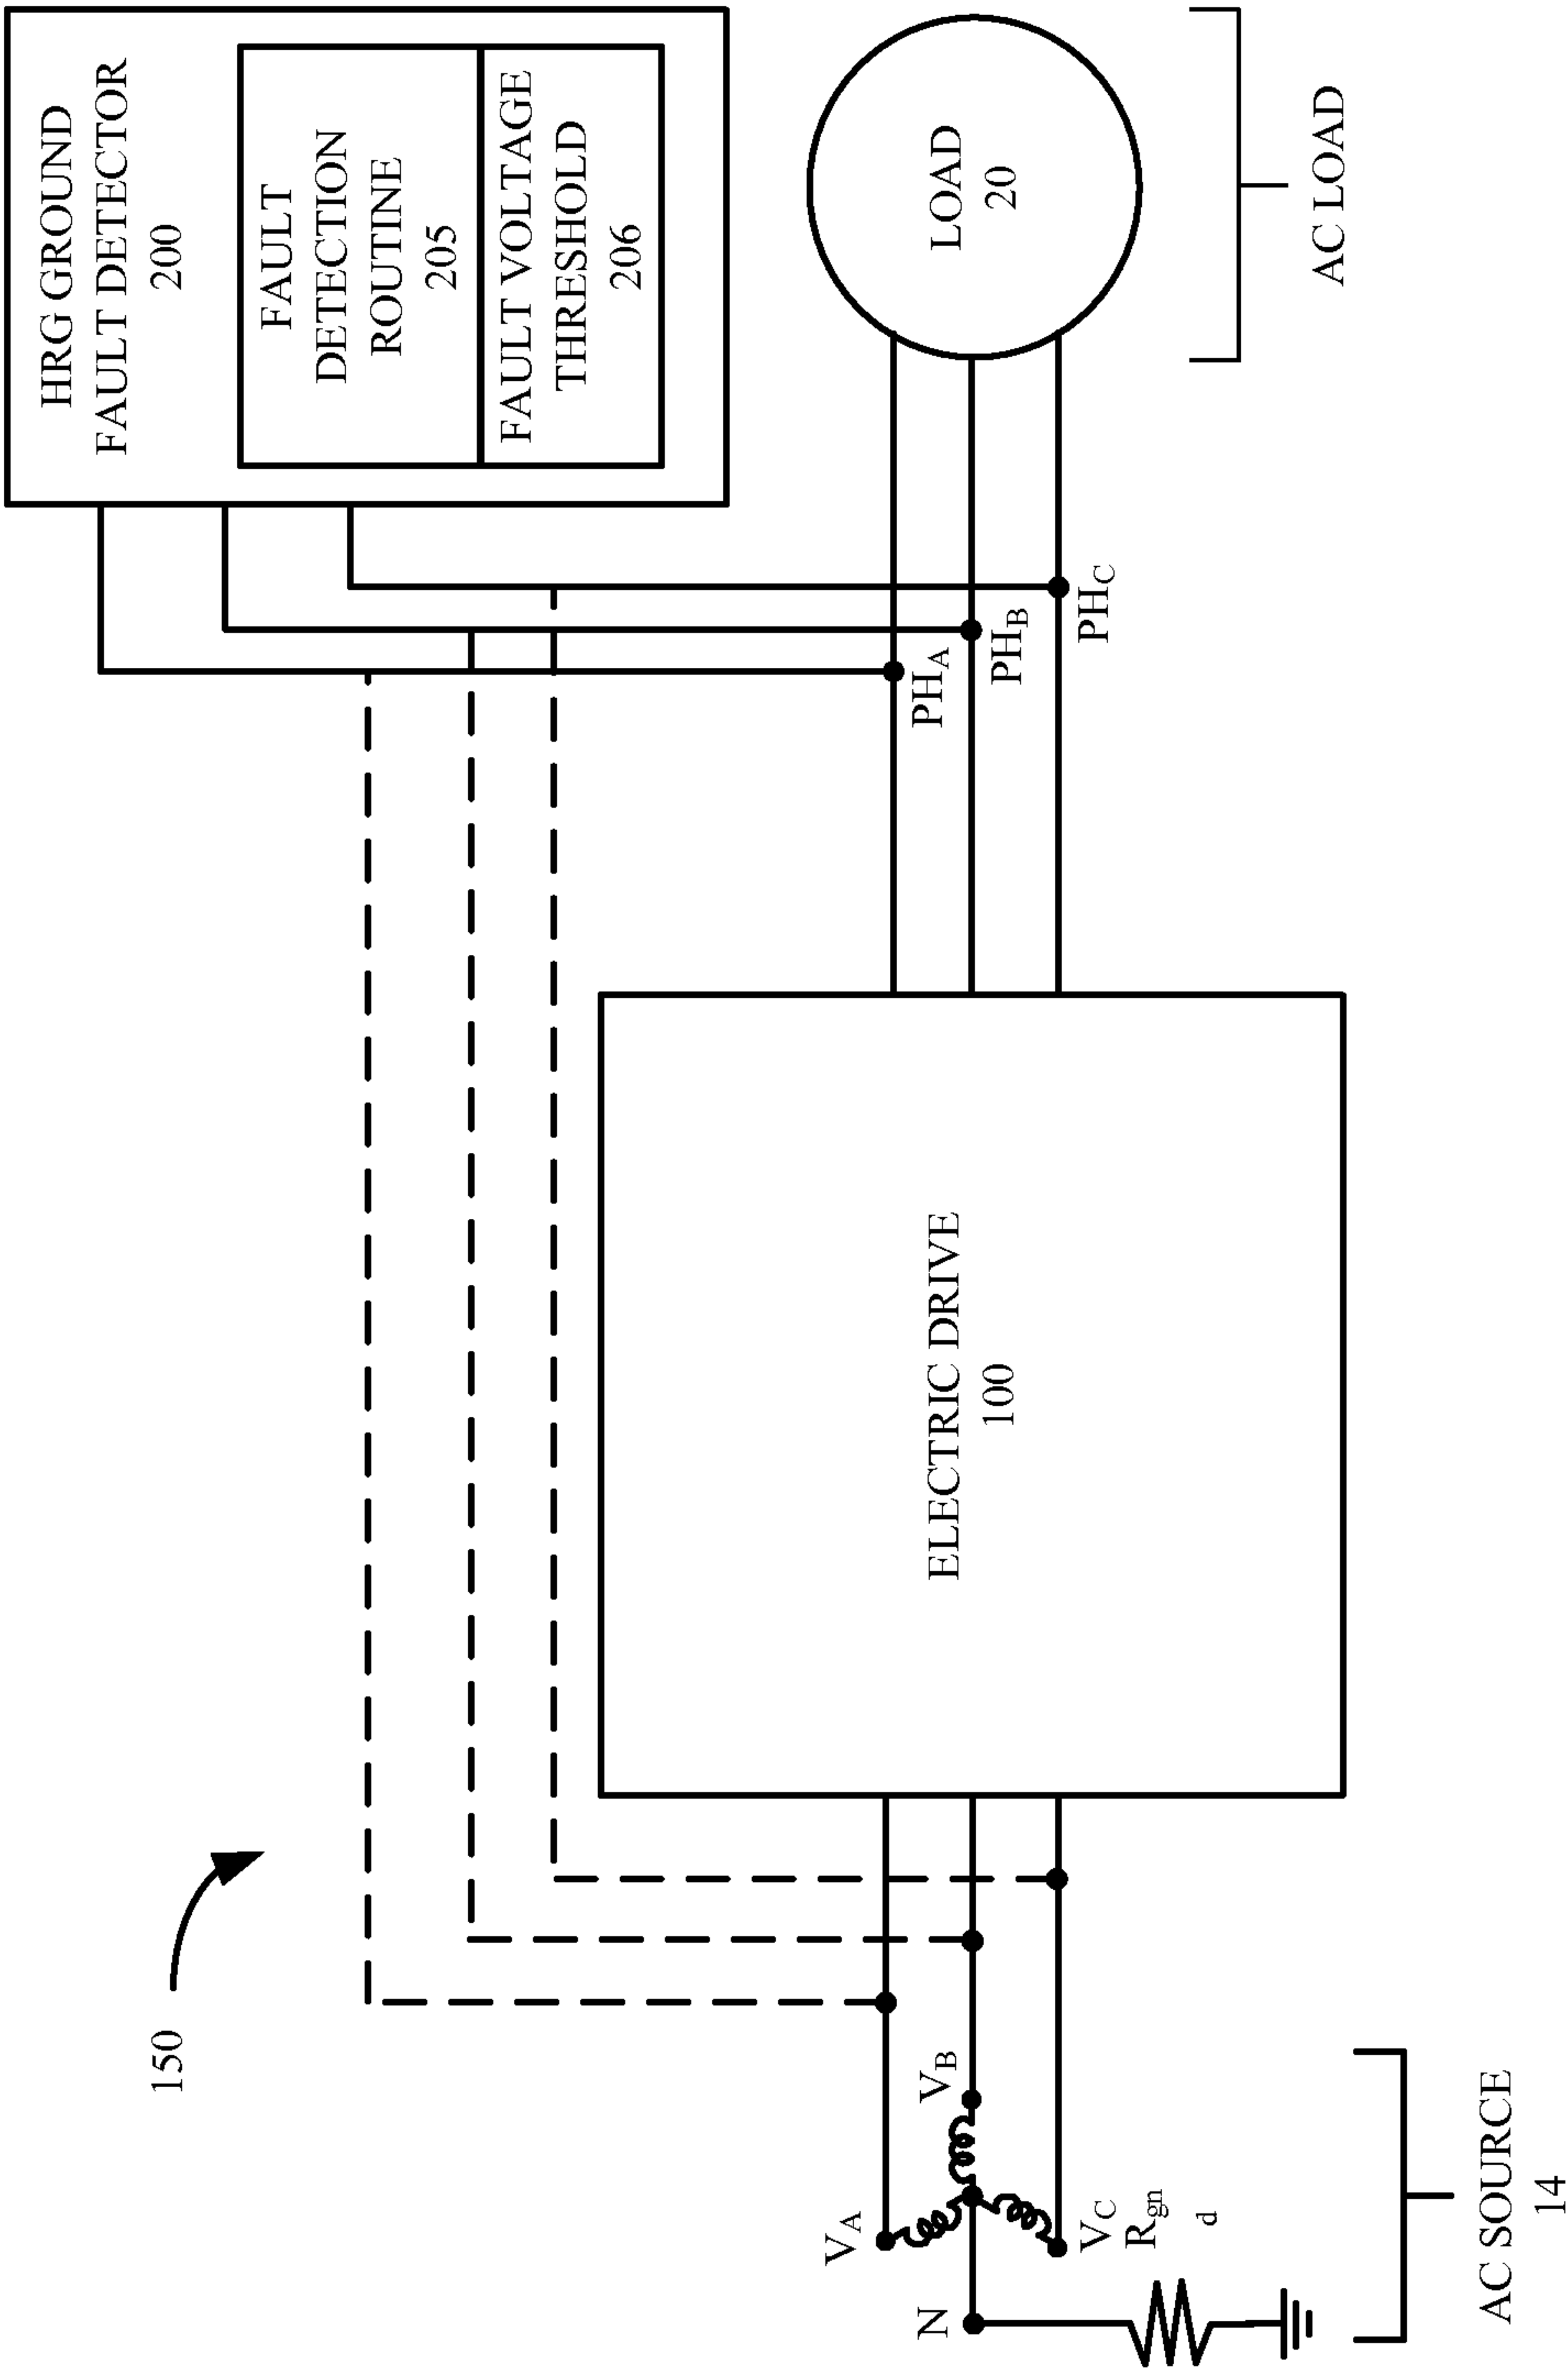 150
HRG GROUND
FAULT DETECTOR
200
FAULT
DETECTION
ROUTINE
205
FAULT VOLTAGE
THRESHOLD
206
V_A
V_B
V_C
N
R_gn
d
ELECTRIC DRIVE
100
PH_A
PH_B
PH_C
LOAD
20
AC SOURCE
14
AC LOAD